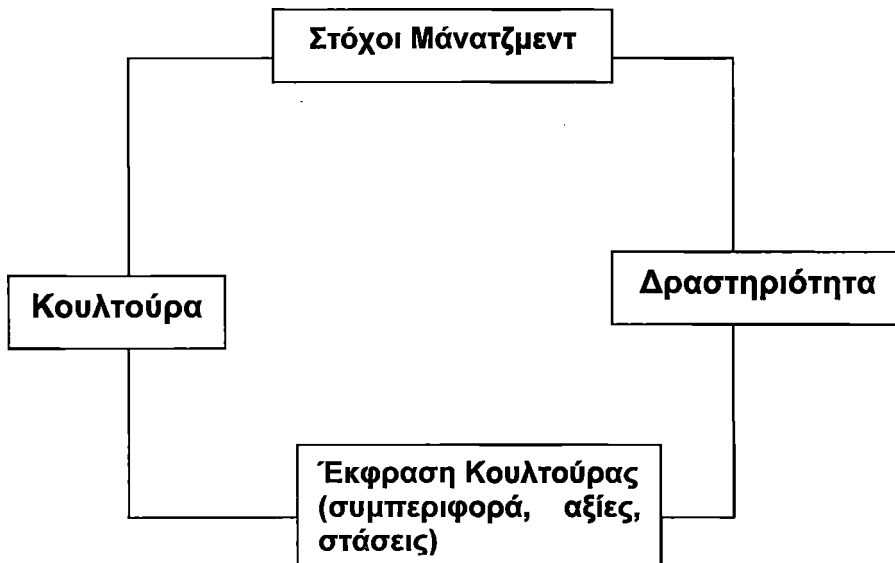 Στόχοι Μάνατζμεντ
Δραστηριότητα
Κουλτούρα
Έκφραση Κουλτούρας
(συμπεριφορά, αξίες,
στάσεις)